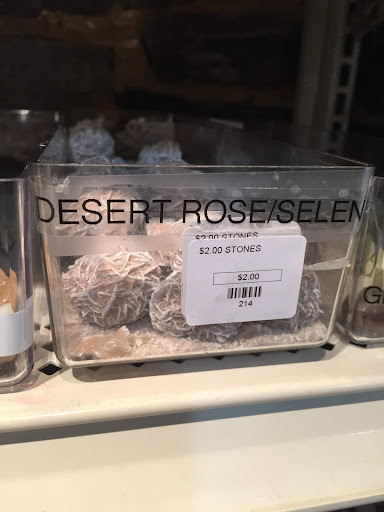 DESERT ROSE/SELEN
$2.00 STONES
$2.00 STONES
$2.00
214
G